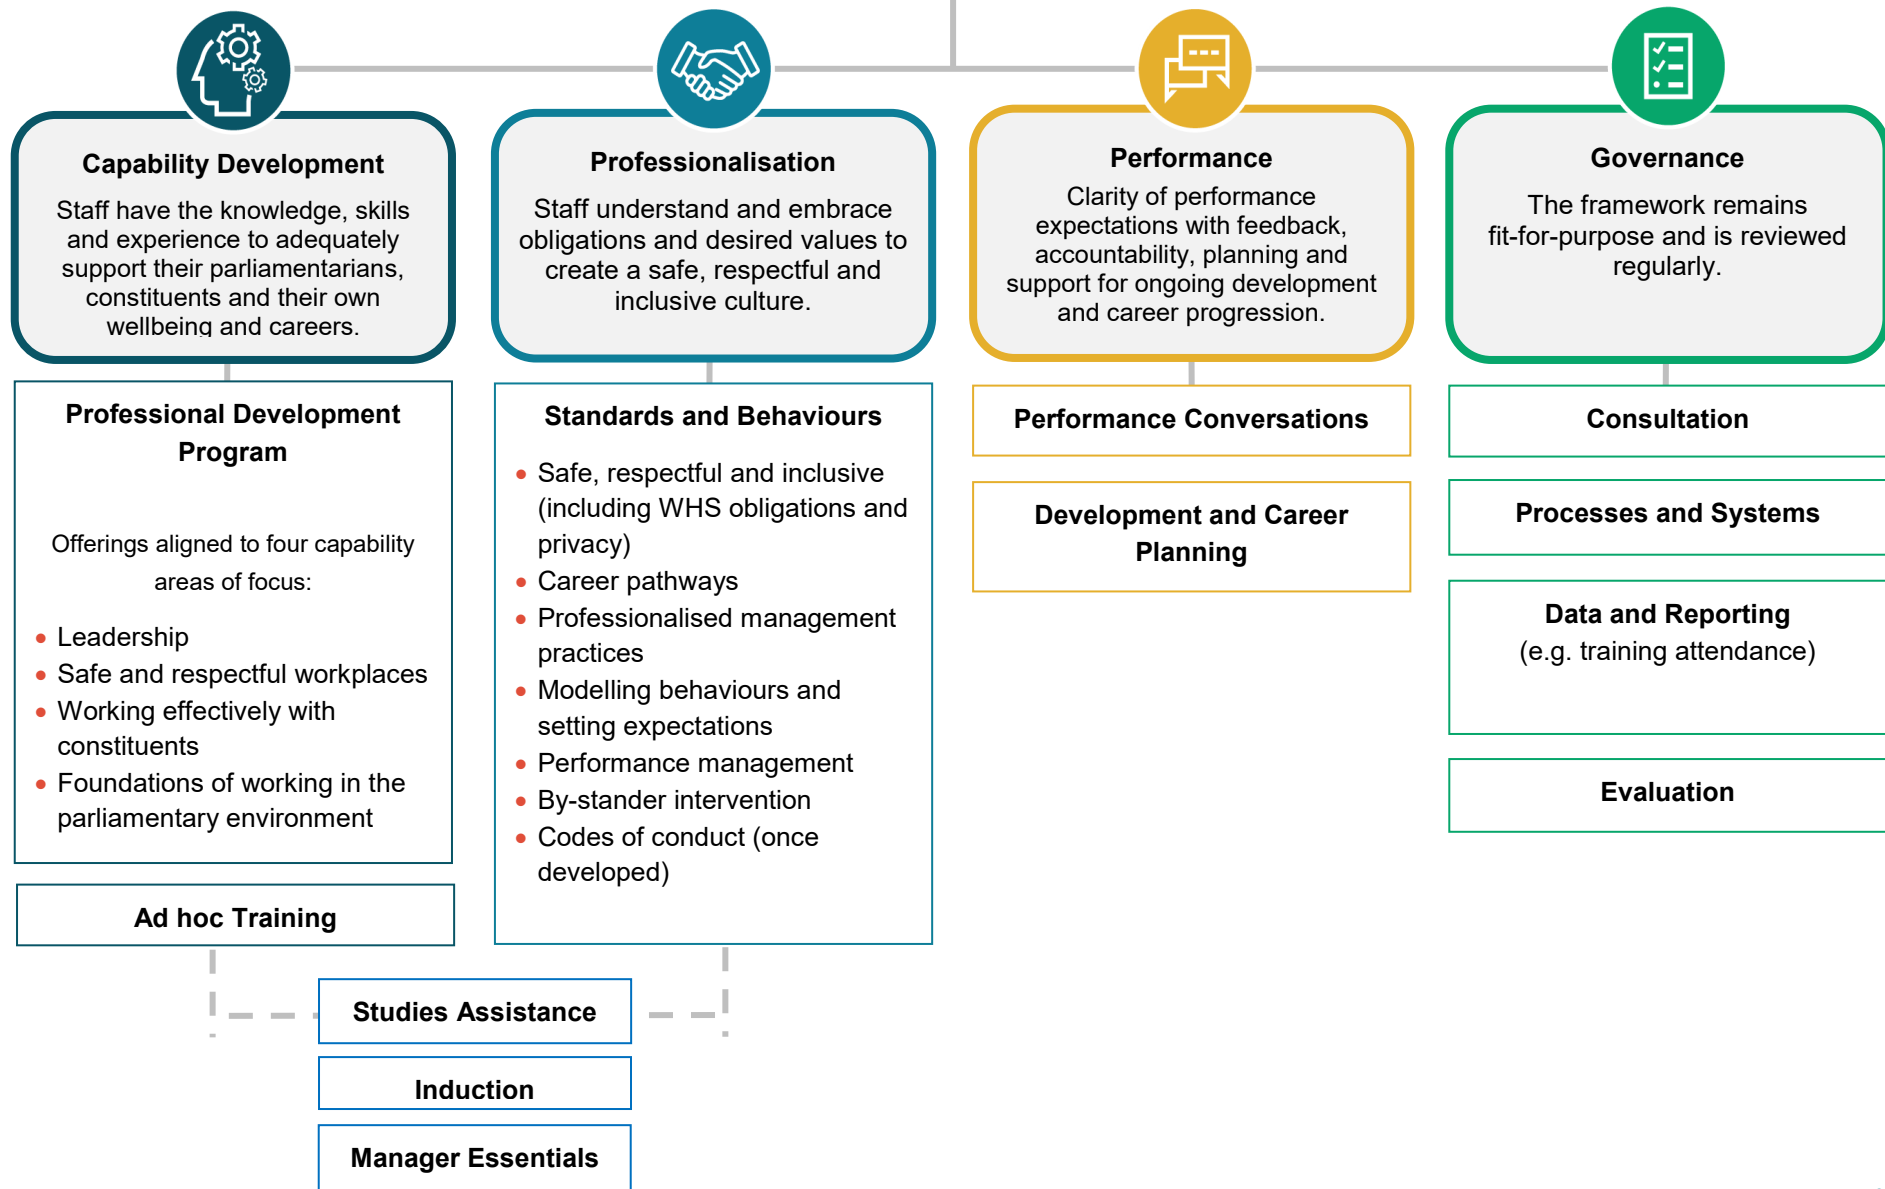 Capability Development
Staff have the knowledge, skills
and experience to adequately
support their parliamentarians,
constituents and their own
wellbeing and careers.
Professional Development
Program
Offerings aligned to four capability
areas of focus:
• Leadership
• Safe and respectful workplaces
• Working effectively with
constituents
• Foundations of working in the
parliamentary environment
Ad hoc Training
Professionalisation
Staff understand and embrace
obligations and desired values to
create a safe, respectful and
inclusive culture.
Standards and Behaviours
• Safe, respectful and inclusive
(including WHS obligations and
privacy)
• Career pathways
• Professionalised management
practices
• Modelling behaviours and
setting expectations
• Performance management
• By-stander intervention
• Codes of conduct (once
developed)
Studies Assistance
Induction
Manager Essentials
Performance
Clarity of performance
expectations with feedback,
accountability, planning and
support for ongoing development
and career progression.
Performance Conversations
Development and Career
Planning
Governance
The framework remains
fit-for-purpose and is reviewed
regularly.
Consultation
Processes and Systems
Data and Reporting
(e.g. training attendance)
Evaluation